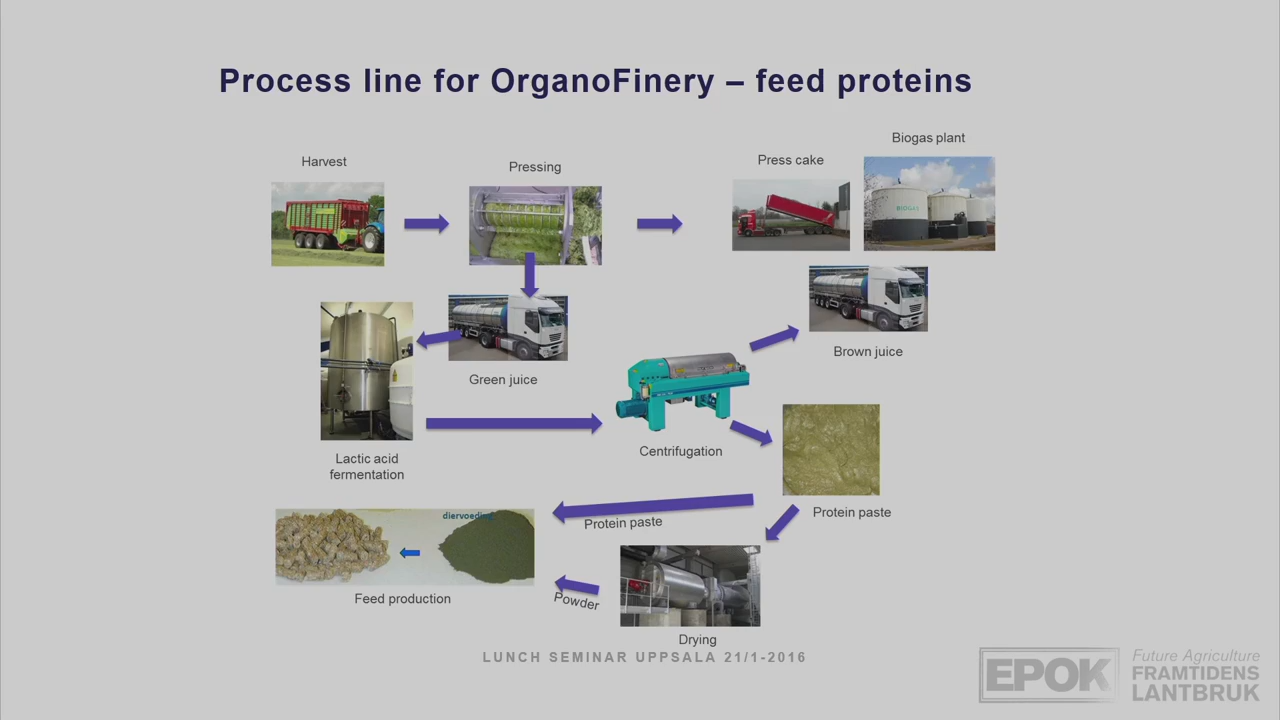 Process line for OrganoFinery – feed proteins
Harvest
Pressing
Press cake
Biogas plant
BIOGAS
Green juice
Brown juice
Lactic acid
fermentation
Centrifugation
Protein paste
Protein paste
diervoeding
Feed production
Powder
Drying
LUNCH SEMINAR UPPSALA 21/1-2016
EPOK
Future Agriculture
FRAMTIDENS
LANTBRUK